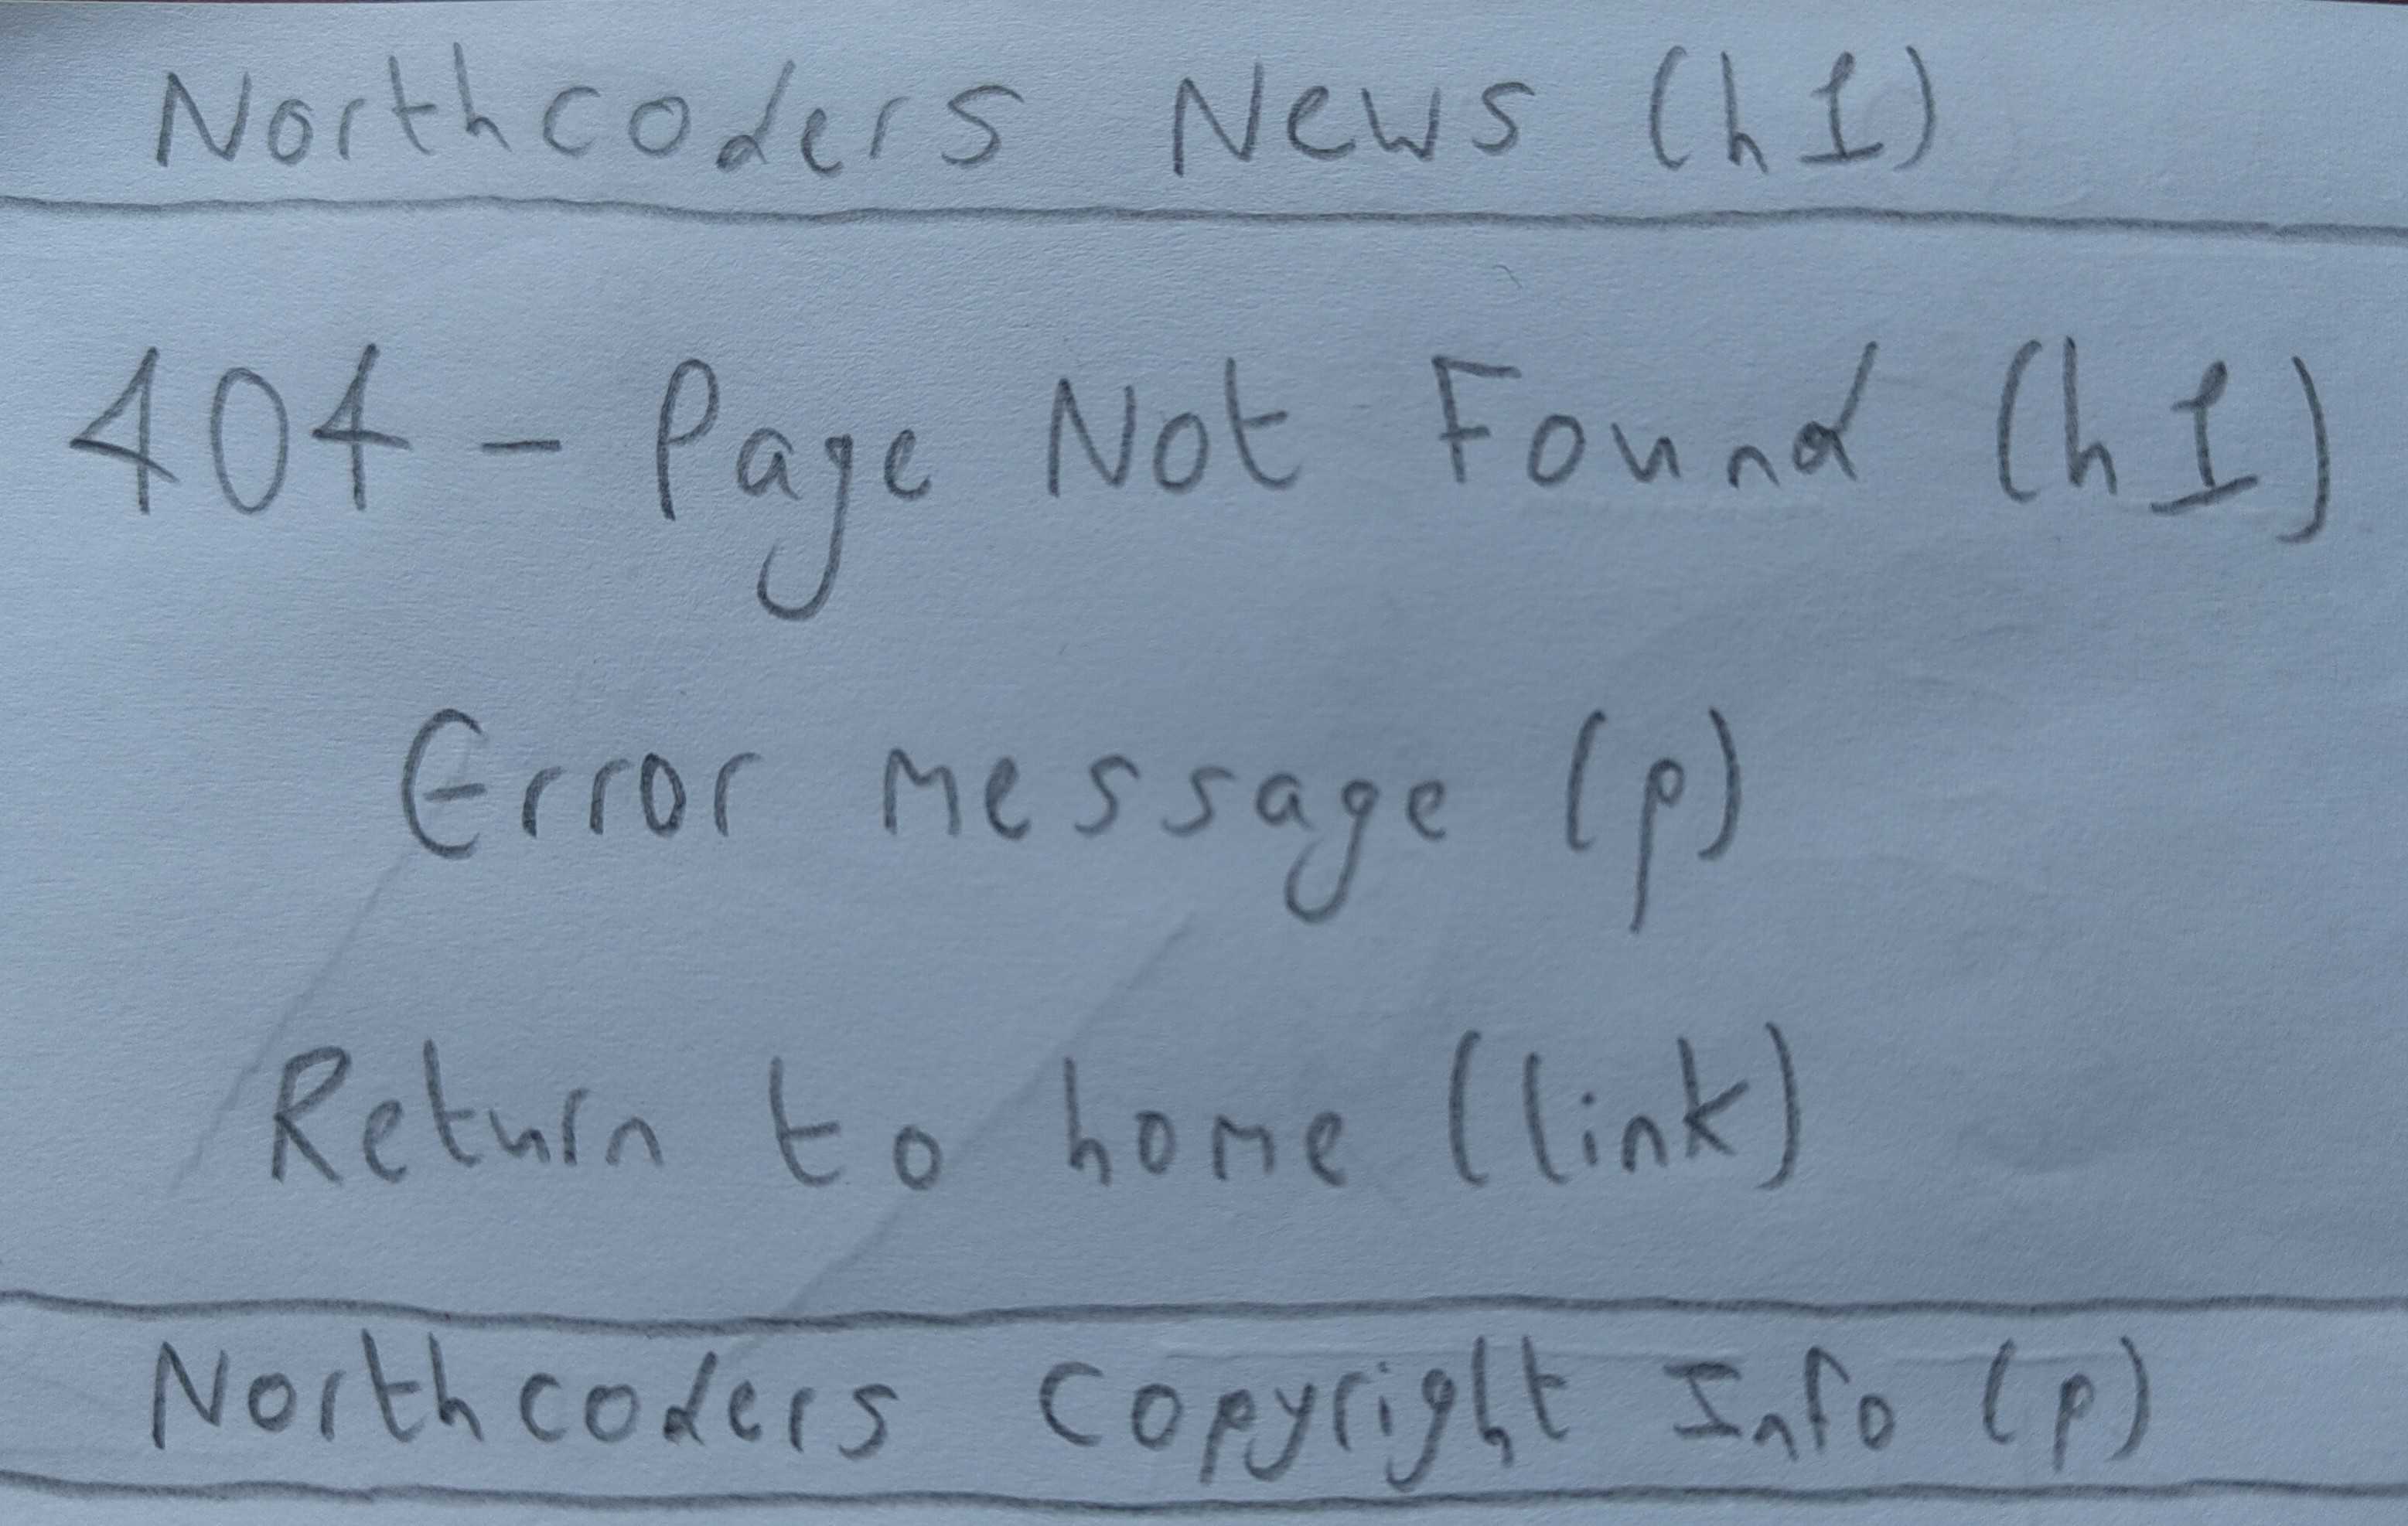 Northcoders News (h1)
404 - Page Not Found (h1)
Error message (p)
Return to home (link)
Northcoders Copyright Info (p)